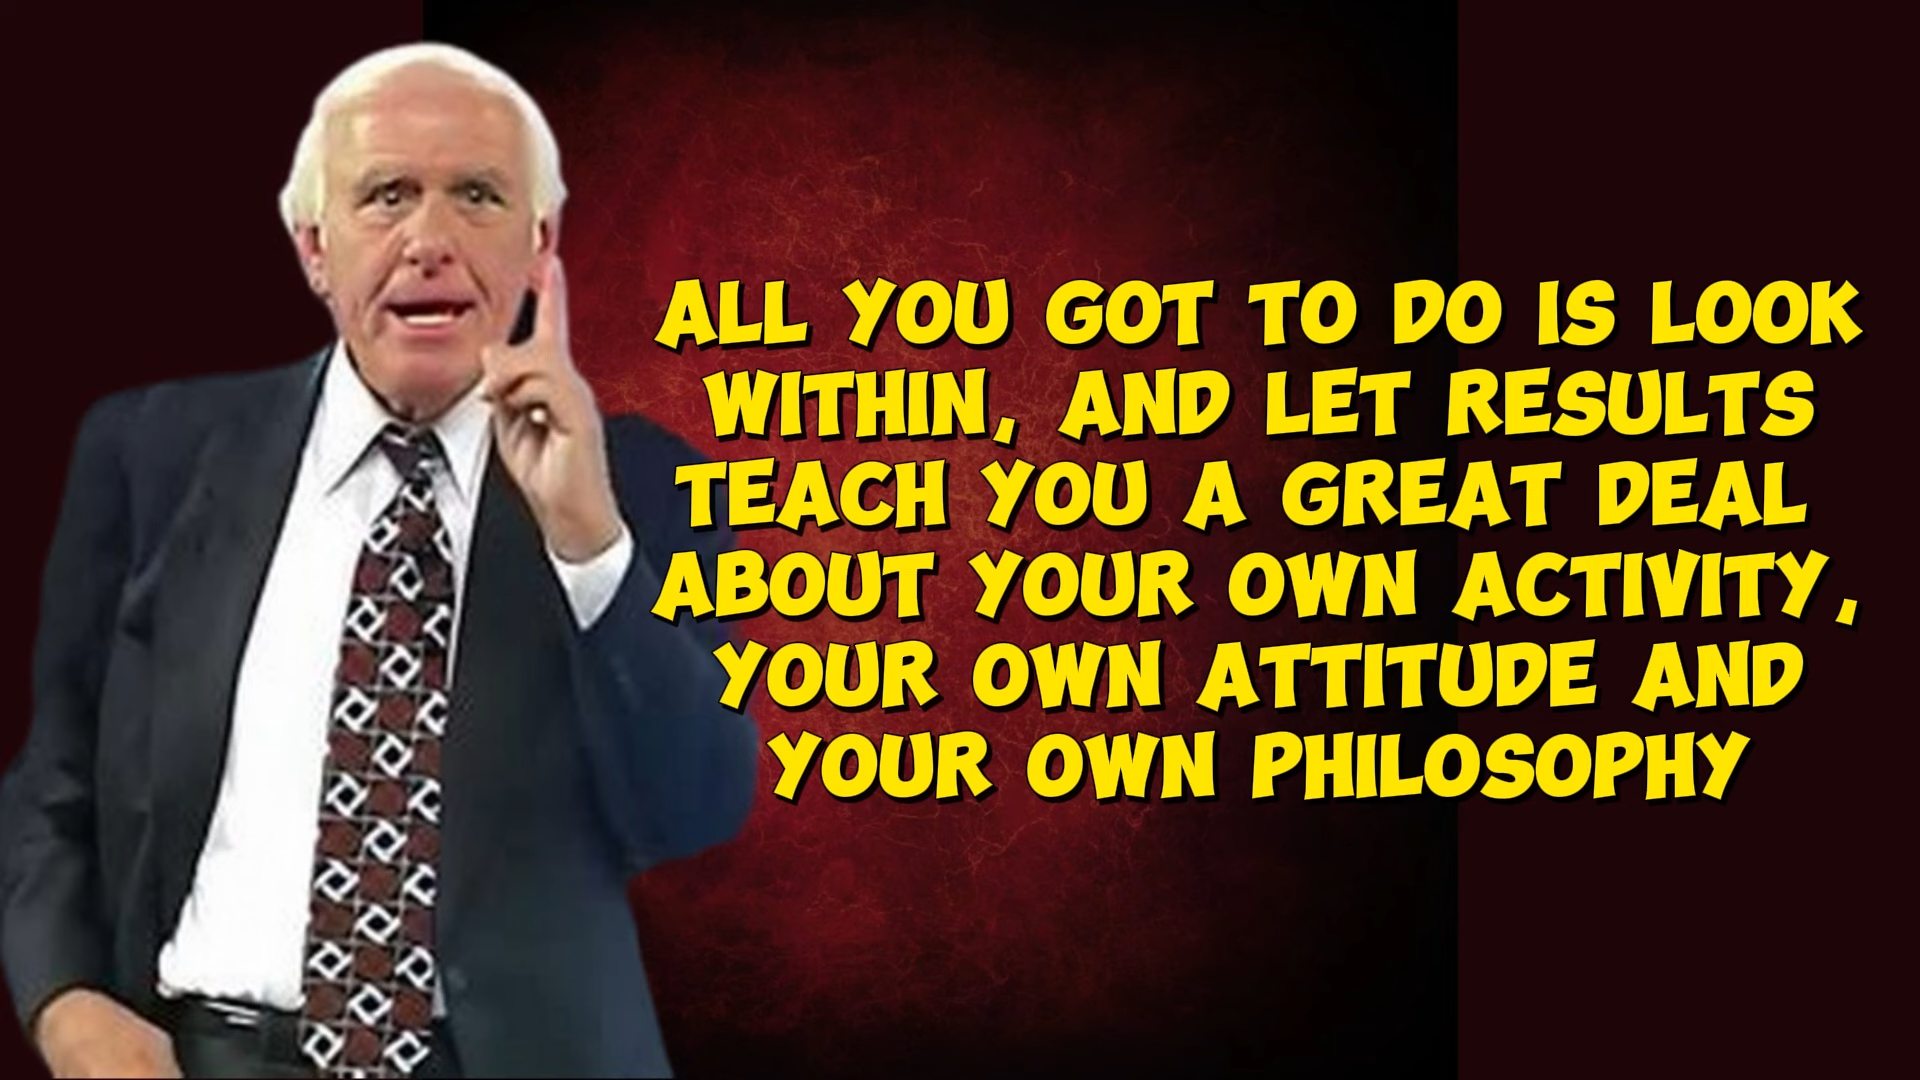 ALL YOU GOT TO DO IS LOOK
WITHIN, AND LET RESULTS
TEACH YOU A GREAT DEAL
ABOUT YOUR OWN ACTIVITY,
YOUR OWN ATTITUDE AND
YOUR OWN PHILOSOPHY